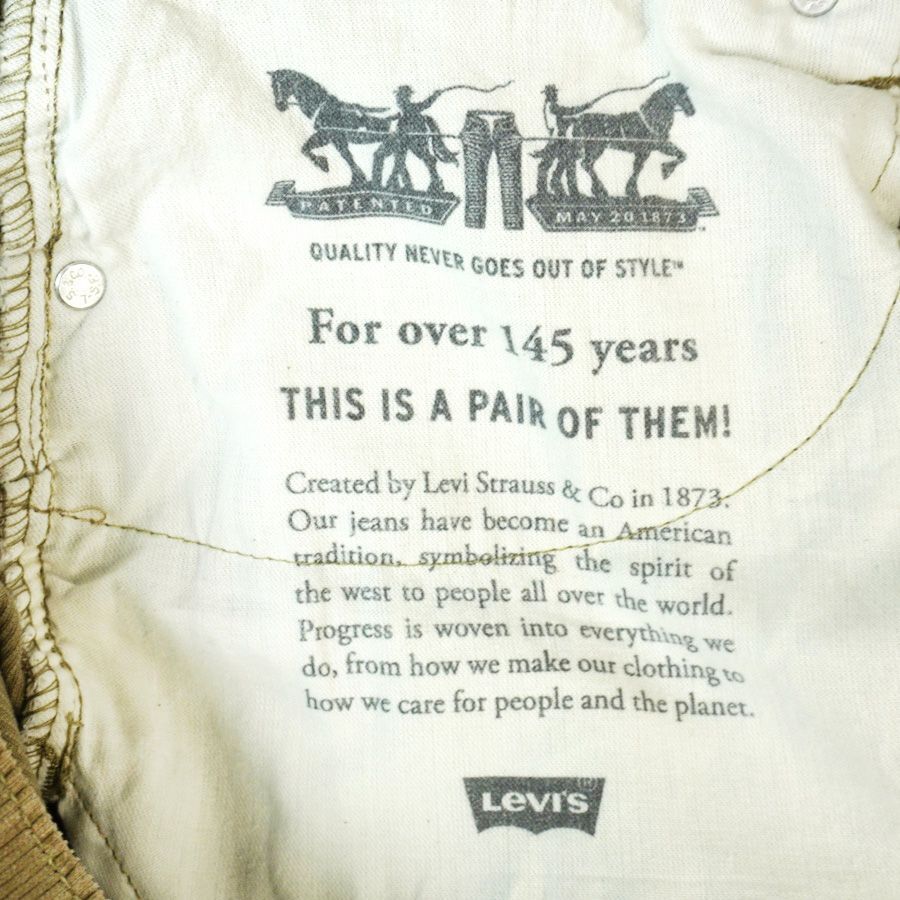 PATENTED MAY 20 1873 ™
QUALITY NEVER GOES OUT OF STYLE™
For over 145 years
THIS IS A PAIR OF THEM!
Created by Levi Strauss & Co in 1873.
Our jeans have become an American
tradition, symbolizing the spirit of
the west to people all over the world.
Progress is woven into everything we
do, from how we make our clothing to
how we care for people and the planet.
LEVI'S®